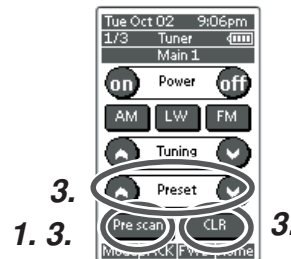 Tue Oct 02 9:06pm
1/3 Tuner
Main 1
on Power off
AM LW FM
Tuning
3. Preset
1. 3. Pre scan CLR 3.